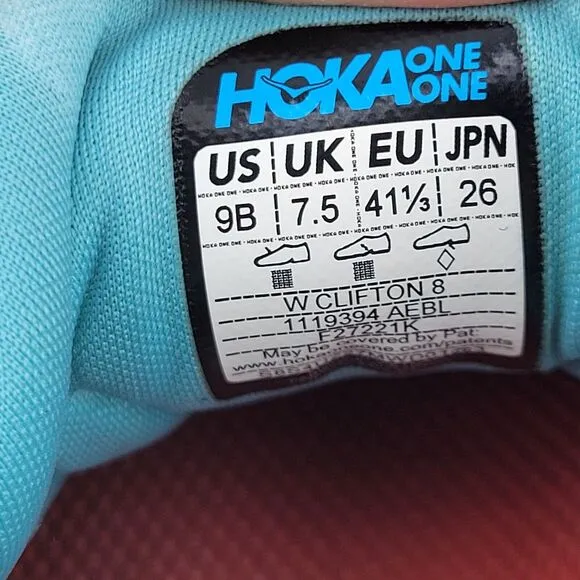 HOKA ONE ONE
US UK EU JPN
9B 7.5 41⅓ 26
W CLIFTON 8
1119394 AEBL
F27221K
May be covered by Pat:
www.hokaoneone.com/patents